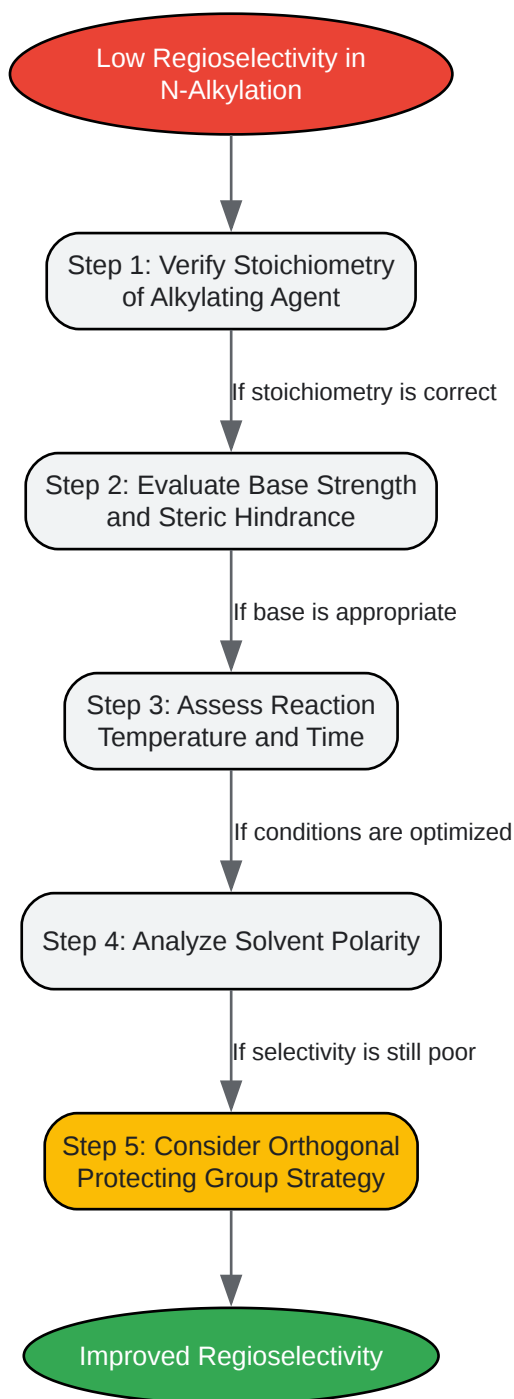 Low Regioselectivity in
N-Alkylation
Step 1: Verify Stoichiometry
of Alkylating Agent
If stoichiometry is correct
Step 2: Evaluate Base Strength
and Steric Hindrance
If base is appropriate
Step 3: Assess Reaction
Temperature and Time
If conditions are optimized
Step 4: Analyze Solvent Polarity
If selectivity is still poor
Step 5: Consider Orthogonal
Protecting Group Strategy
Improved Regioselectivity